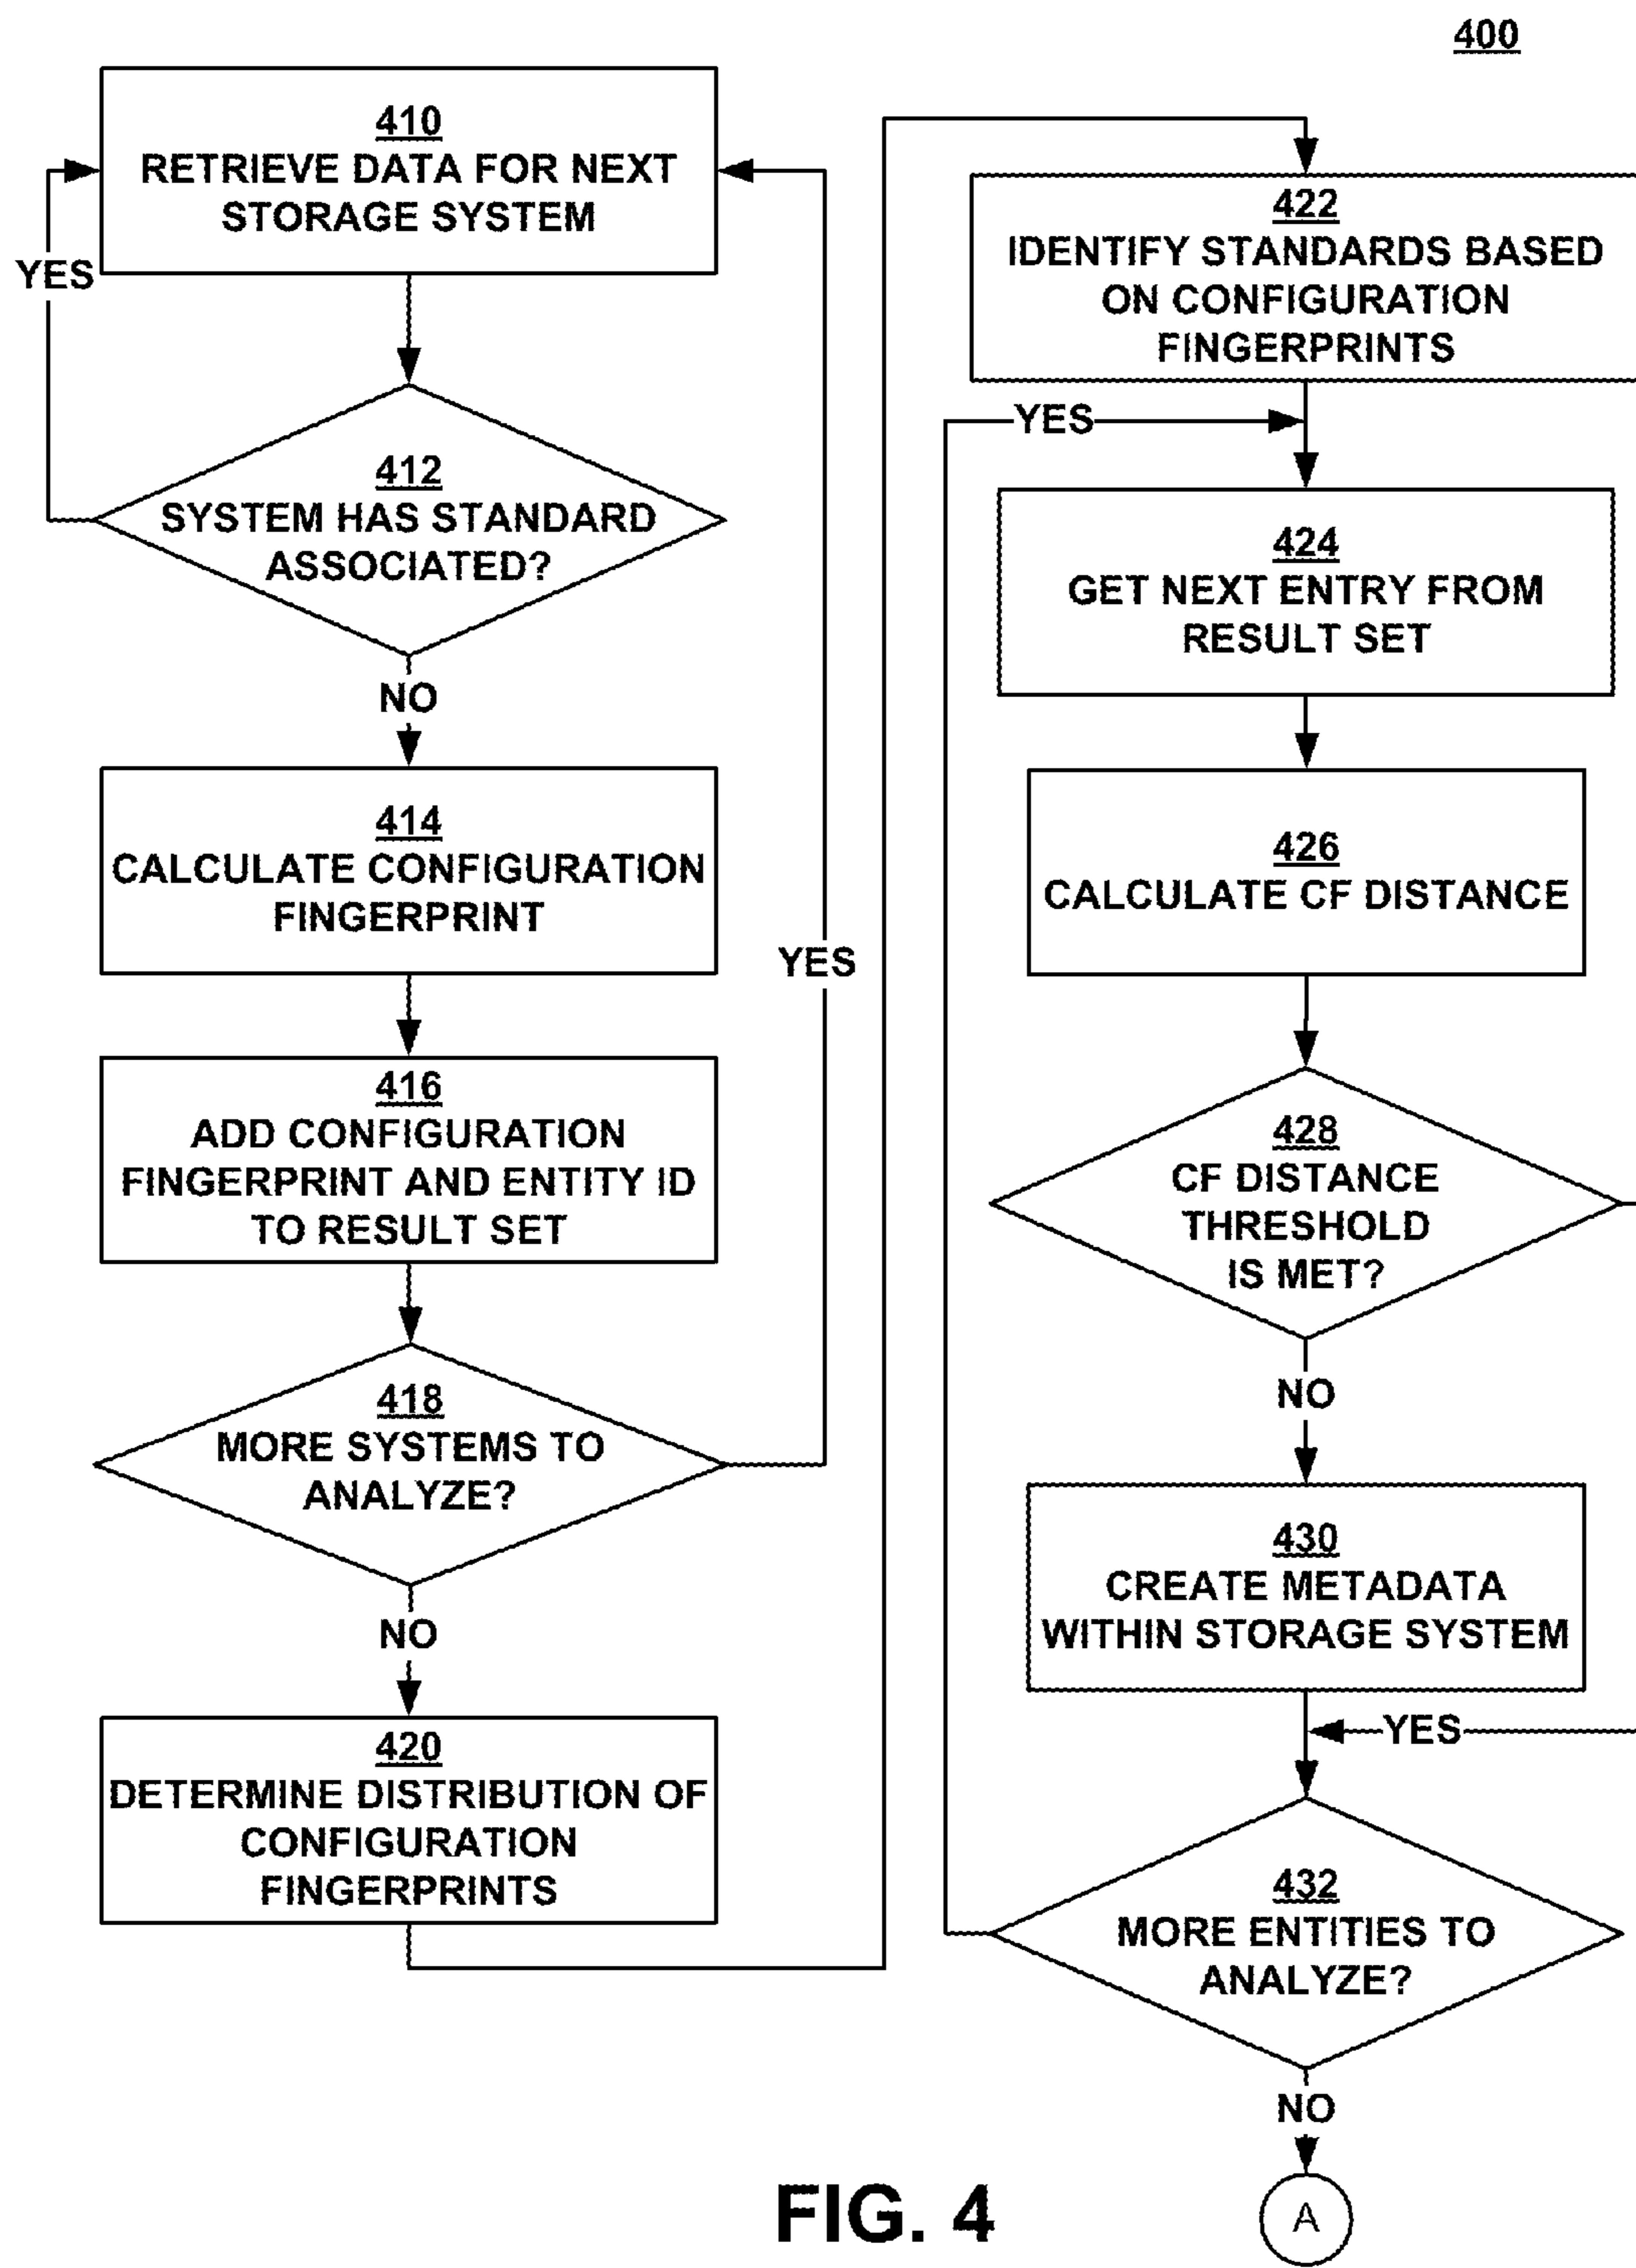 400
410
RETRIEVE DATA FOR NEXT
STORAGE SYSTEM
YES
412
SYSTEM HAS STANDARD
ASSOCIATED?
NO
414
CALCULATE CONFIGURATION
FINGERPRINT
416
ADD CONFIGURATION
FINGERPRINT AND ENTITY ID
TO RESULT SET
418
MORE SYSTEMS TO
ANALYZE?
YES
NO
420
DETERMINE DISTRIBUTION OF
CONFIGURATION
FINGERPRINTS
422
IDENTIFY STANDARDS BASED
ON CONFIGURATION
FINGERPRINTS
YES
424
GET NEXT ENTRY FROM
RESULT SET
426
CALCULATE CF DISTANCE
428
CF DISTANCE
THRESHOLD
IS MET?
NO
430
CREATE METADATA
WITHIN STORAGE SYSTEM
YES
432
MORE ENTITIES TO
ANALYZE?
NO
A
FIG. 4